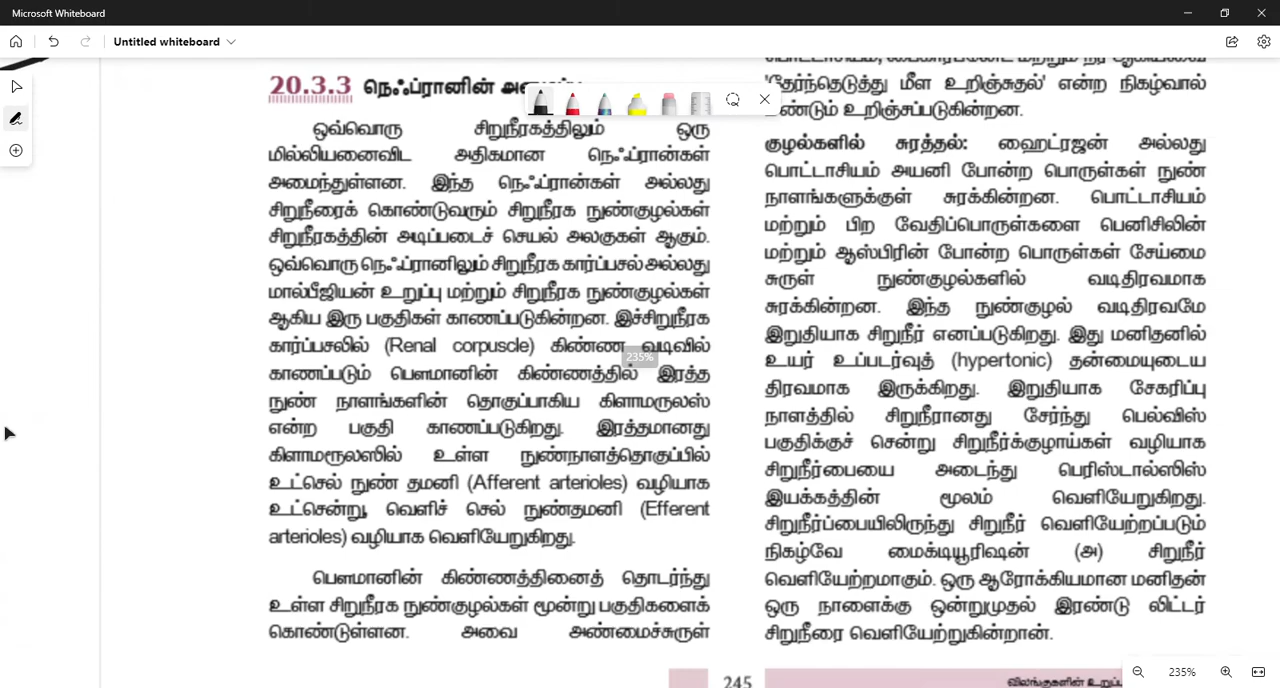 Microsoft Whiteboard
Untitled whiteboard
20.3.3 நெஃப்ரானின்
ஒவ்வொரு சிறுநீரகத்திலும் ஒரு
மில்லியனைவிட அதிகமான நெஃப்ரான்கள்
அமைந்துள்ளன. இந்த நெஃப்ரான்கள் அல்லது
சிறுநீரைக் கொண்டுவரும் சிறுநீரக நுண்குழல்கள்
சிறுநீரகத்தின் அடிப்படைச் செயல் அலகுகள் ஆகும்.
ஒவ்வொரு நெஃப்ரானிலும் சிறுநீரக கார்ப்பசல் அல்லது
மால்பீஜியன் உறுப்பு மற்றும் சிறுநீரக நுண்குழல்கள்
ஆகிய இரு பகுதிகள் காணப்படுகின்றன. இச்சிறுநீரக
கார்ப்பசலில் (Renal corpuscle) கிண்ண வடிவில்
காணப்படும் பௌமானின் கிண்ணத்தில் இரத்த
நுண் நாளங்களின் தொகுப்பாகிய கிளாமருலஸ்
என்ற பகுதி காணப்படுகிறது. இரத்தமானது
கிளாமரூலஸில் உள்ள நுண்நாளத்தொகுப்பில்
உட்செல் நுண் தமனி (Afferent arterioles) வழியாக
உட்சென்று, வெளிச் செல் நுண்தமனி (Efferent
arterioles) வழியாக வெளியேறுகிறது.
பௌமானின் கிண்ணத்தினைத் தொடர்ந்து
உள்ள சிறுநீரக நுண்குழல்கள் மூன்று பகுதிகளைக்
கொண்டுள்ளன. அவை அண்மைச்சுருள்
'தேர்ந்தெடுத்து மீள உறிஞ்சுதல்' என்ற நிகழ்வால்
மீண்டும் உறிஞ்சப்படுகின்றன.
குழல்களில் சுரத்தல்: ஹைட்ரஜன் அல்லது
பொட்டாசியம் அயனி போன்ற பொருள்கள் நுண்
நாளங்களுக்குள் சுரக்கின்றன. பொட்டாசியம்
மற்றும் பிற வேதிப்பொருள்களை பெனிசிலின்
மற்றும் ஆஸ்பிரின் போன்ற பொருள்கள் சேய்மை
சுருள் நுண்குழல்களில் வடிதிரவமாக
சுரக்கின்றன. இந்த நுண்குழல் வடிதிரவமே
இறுதியாக சிறுநீர் எனப்படுகிறது. இது மனிதனில்
உயர் உப்படர்வுத் (hypertonic) தன்மையுடைய
திரவமாக இருக்கிறது. இறுதியாக சேகரிப்பு
நாளத்தில் சிறுநீரானது சேர்ந்து பெல்விஸ்
பகுதிக்குச் சென்று சிறுநீர்க்குழாய்கள் வழியாக
சிறுநீர்பையை அடைந்து பெரிஸ்டால்ஸிஸ்
இயக்கத்தின் மூலம் வெளியேறுகிறது.
சிறுநீர்ப்பையிலிருந்து சிறுநீர் வெளியேற்றப்படும்
நிகழ்வே மைக்டியூரிஷன் (அ) சிறுநீர்
வெளியேற்றமாகும். ஒரு ஆரோக்கியமான மனிதன்
ஒரு நாளைக்கு ஒன்றுமுதல் இரண்டு லிட்டர்
சிறுநீரை வெளியேற்றுகின்றான்.
235%
245
235%